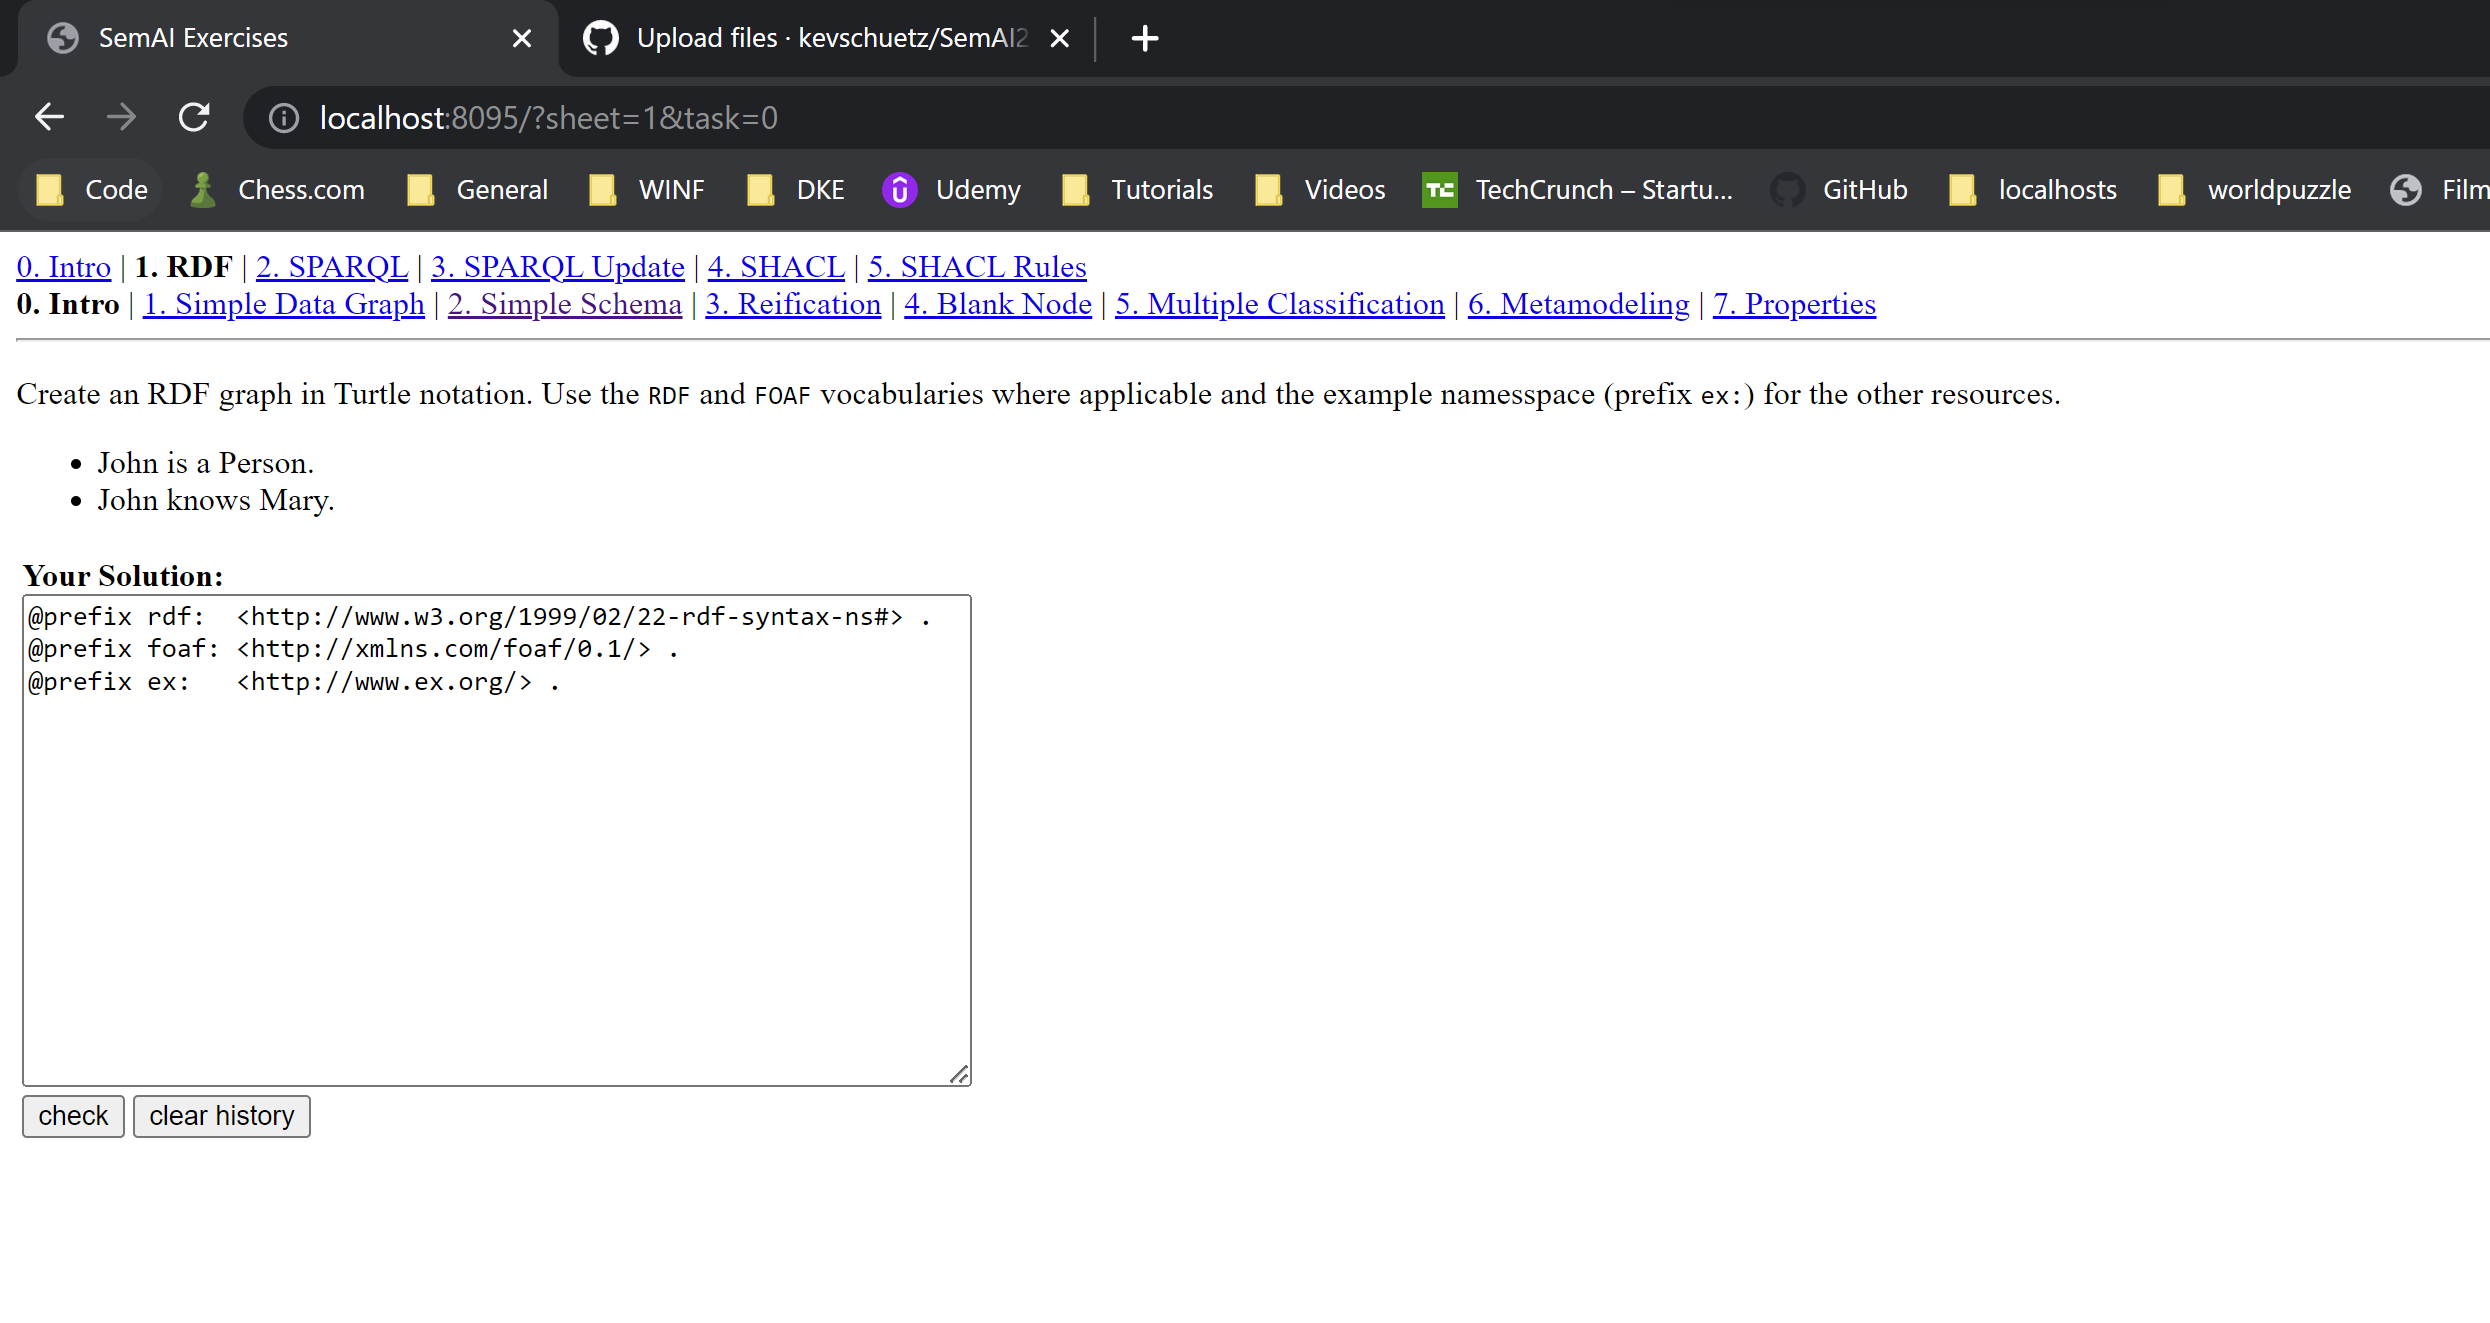 SemAI Exercises
Upload files · kevschuetz/SemAI2
localhost:8095/?sheet=1&task=0
Code Chess.com General WINF DKE Udemy Tutorials Videos TechCrunch – Startu... GitHub localhosts worldpuzzle Film
0. Intro | 1. RDF | 2. SPARQL | 3. SPARQL Update | 4. SHACL | 5. SHACL Rules
0. Intro | 1. Simple Data Graph | 2. Simple Schema | 3. Reification | 4. Blank Node | 5. Multiple Classification | 6. Metamodeling | 7. Properties
Create an RDF graph in Turtle notation. Use the RDF and FOAF vocabularies where applicable and the example namesspace (prefix ex:) for the other resources.
• John is a Person.
• John knows Mary.
Your Solution:
@prefix rdf:  <http://www.w3.org/1999/02/22-rdf-syntax-ns#> .
@prefix foaf: <http://xmlns.com/foaf/0.1/> .
@prefix ex:   <http://www.ex.org/> .
check clear history